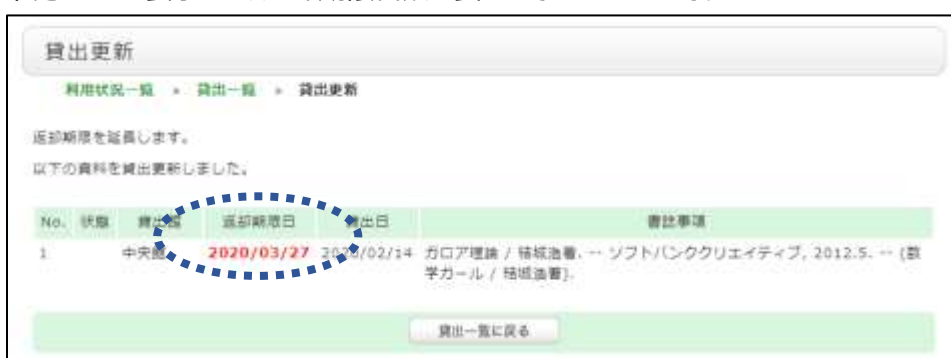 貸出更新
利用状況一覧 » 貸出一覧 » 貸出更新
返却期限を延長します。
以下の資料を貸出更新しました。
No. 状態 貸出館 返却期限日 貸出日 書誌事項
1 中央館 2020/03/27 2020/02/14 ガロア理論 / 結城浩著. -- ソフトバンククリエイティブ, 2012.5. -- (数
学ガール / 結城浩著).
貸出一覧に戻る